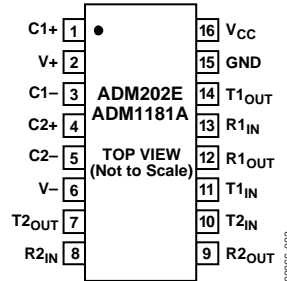 C1+ 1
V+ 2
C1– 3
C2+ 4
C2– 5
V– 6
T2OUT 7
R2IN 8
ADM202E
ADM1181A
TOP VIEW
(Not to Scale)
16 VCC
15 GND
14 T1OUT
13 R1IN
12 R1OUT
11 T1IN
10 T2IN
9 R2OUT